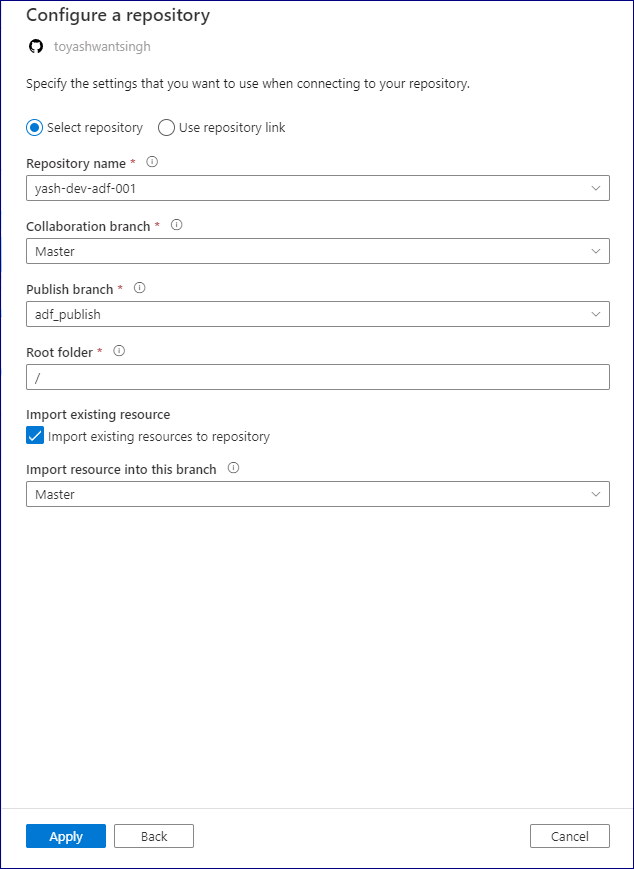 Configure a repository
toyashwantsingh
Specify the settings that you want to use when connecting to your repository.
Select repository Use repository link
Repository name *
yash-dev-adf-001
Collaboration branch *
Master
Publish branch *
adf_publish
Root folder *
/
Import existing resource
Import existing resources to repository
Import resource into this branch
Master
Apply Back Cancel